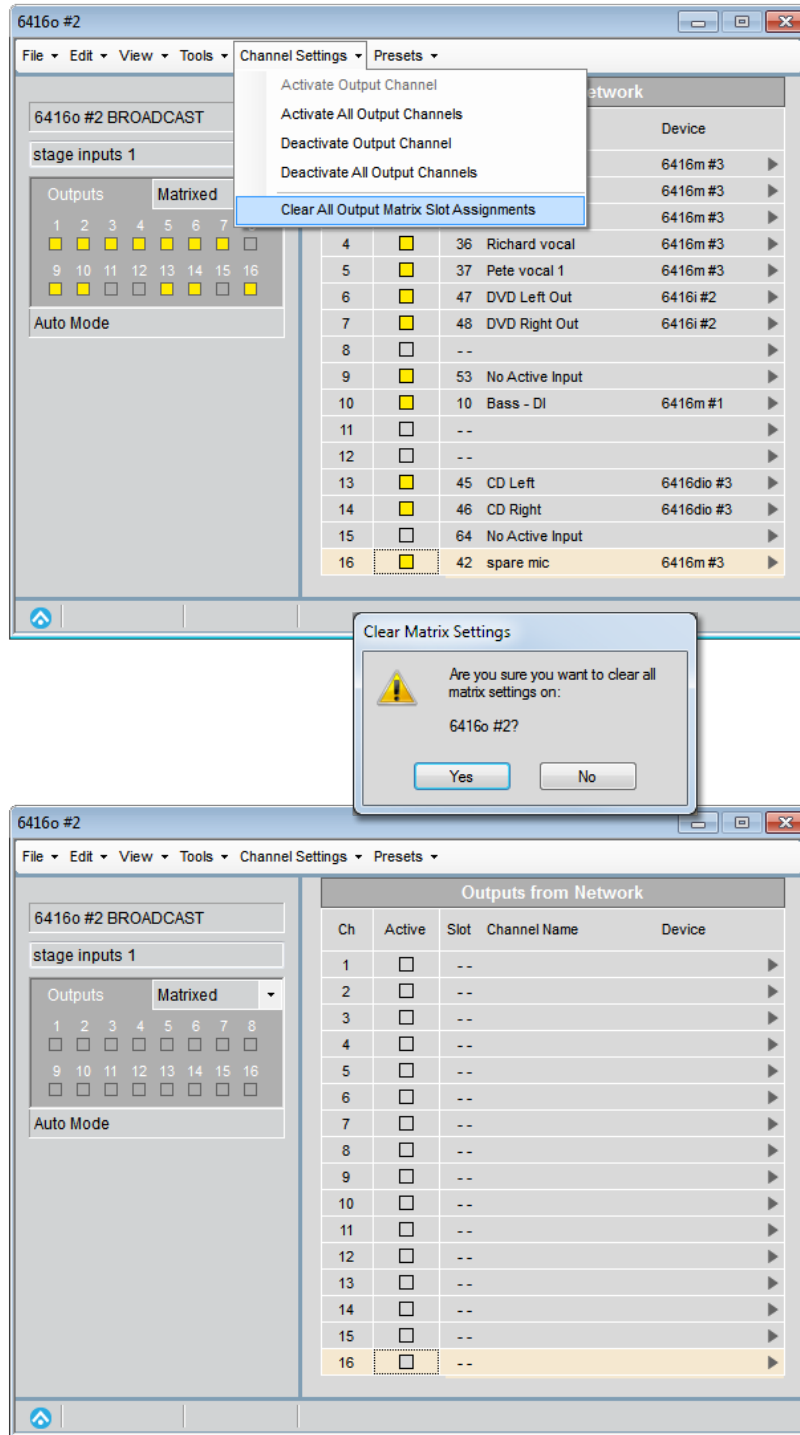 6416o #2
File Edit View Tools Channel Settings Presets
Activate Output Channel
Activate All Output Channels
Deactivate Output Channel
Deactivate All Output Channels
Clear All Output Matrix Slot Assignments
6416o #2 BROADCAST
stage inputs 1
Outputs Matrixed
1 2 3 4 5 6 7
9 10 11 12 13 14 15 16
Auto Mode
etwork
Device
6416m #3
6416m #3
6416m #3
4 36 Richard vocal 6416m #3
5 37 Pete vocal 1 6416m #3
6 47 DVD Left Out 6416i #2
7 48 DVD Right Out 6416i #2
8 --
9 53 No Active Input
10 10 Bass - DI 6416m #1
11 --
12 --
13 45 CD Left 6416dio #3
14 46 CD Right 6416dio #3
15 64 No Active Input
16 42 spare mic 6416m #3
Clear Matrix Settings
Are you sure you want to clear all
matrix settings on:
6416o #2?
Yes No
6416o #2
File Edit View Tools Channel Settings Presets
6416o #2 BROADCAST
stage inputs 1
Outputs Matrixed
1 2 3 4 5 6 7 8
9 10 11 12 13 14 15 16
Auto Mode
Outputs from Network
Ch Active Slot Channel Name Device
1 --
2 --
3 --
4 --
5 --
6 --
7 --
8 --
9 --
10 --
11 --
12 --
13 --
14 --
15 --
16 --